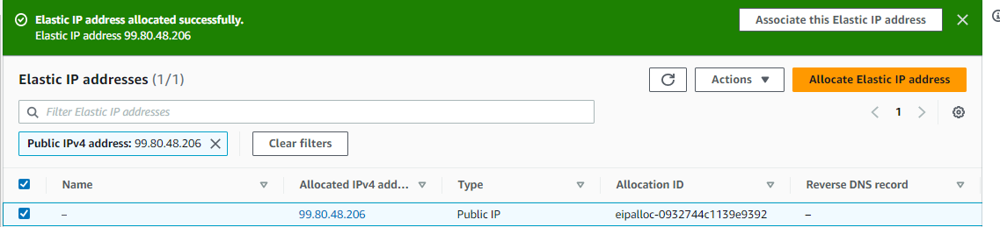 Elastic IP address allocated successfully.
Elastic IP address 99.80.48.206
Associate this Elastic IP address
Elastic IP addresses (1/1)
Actions
Allocate Elastic IP address
Filter Elastic IP addresses
1
Public IPv4 address: 99.80.48.206
Clear filters
Name Allocated IPv4 add... Type Allocation ID Reverse DNS record
– 99.80.48.206 Public IP eipalloc-0932744c1139e9392 –